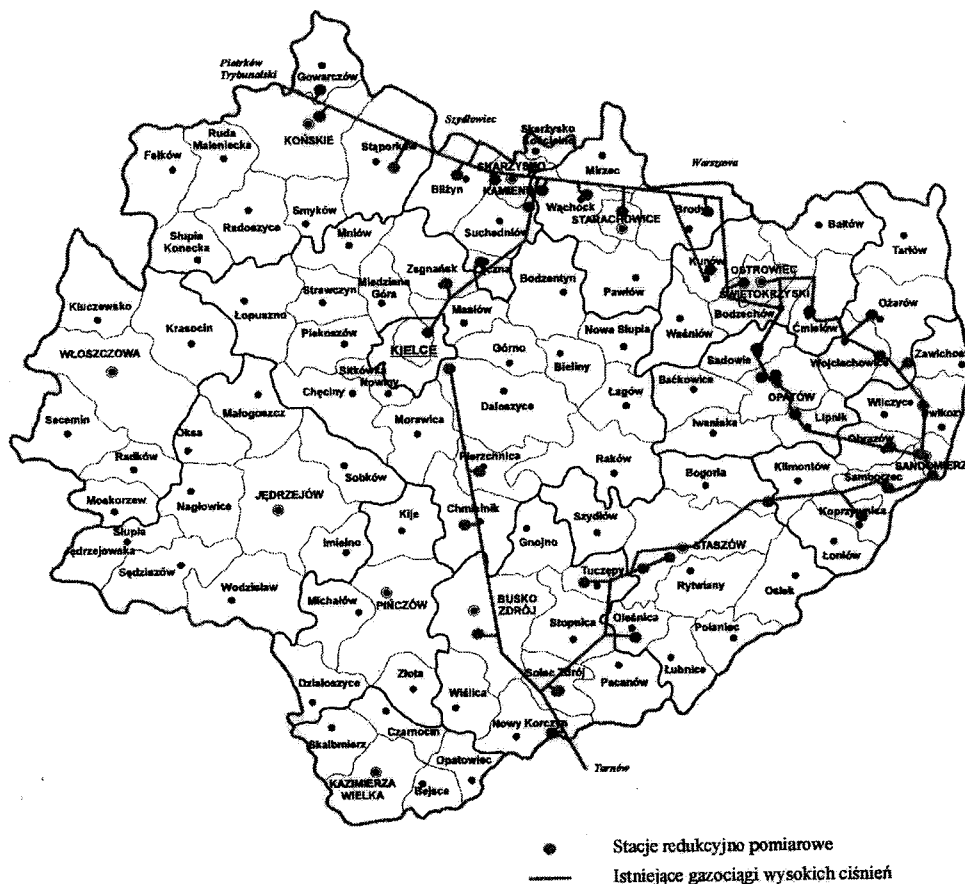 Piotrków
Trybunalski
Gowarczów
Szydłowiec
Skarżysko
Kościelne
KOŃSKIE
Ruda
Maleniecka
Stąporków
Fałków
SKARŻYSKO
KAMIENNA
Mirzec
Warszawa
Bliżyn
Wąchock
Brody
STARACHOWICE
Bałtów
Tarłów
Radoszyce
Smyków
Mniów
Suchedniów
Słupia
Konecka
Zagnańsk
Łączna
Bodzentyn
Kunów
OSTROWIEC
ŚWIĘTOKRZYSKI
Kluczewsko
Krasocin
Łopuszno
Strawczyn
Miedziana
Góra
Masłów
Pawłów
Bodzechów
Ćmielów
Ożarów
WŁOSZCZOWA
Piekoszów
KIELCE
Nowa Słupia
Waśniów
Sadowie
Wojciechowice
Zawichost
Górno
Bieliny
Sitkówka
Nowiny
Chęciny
Małogoszcz
Daleszyce
Łagów
Baćkowice
OPATÓW
Wilczyce
Dwikozy
Secemin
Oksa
Morawica
Iwaniska
Lipnik
Obrazów
SANDOMIERZ
Radków
Pierzchnica
Raków
Bogoria
Klimontów
Samborzec
Moskorzew
Nagłowice
JĘDRZEJÓW
Sobków
Koprzywnica
Słupia
Jędrzejowska
Chmielnik
Kije
Gnojno
Szydłów
Łoniów
Imielno
STASZÓW
Sędziszów
Tuczępy
Rytwiany
Osiek
Wodzisław
Michałów
PIŃCZÓW
BUSKO
ZDRÓJ
Stopnica
Oleśnica
Połaniec
Łubnice
Solec Zdrój
Pacanów
Działoszyce
Złota
Wiślica
Nowy Korczyn
Czarnocin
Skalbmierz
Opatowiec
Tarnów
KAZIMIERZA
WIELKA
Bejsce
Stacje redukcyjno pomiarowe
Istniejące gazociągi wysokich ciśnień